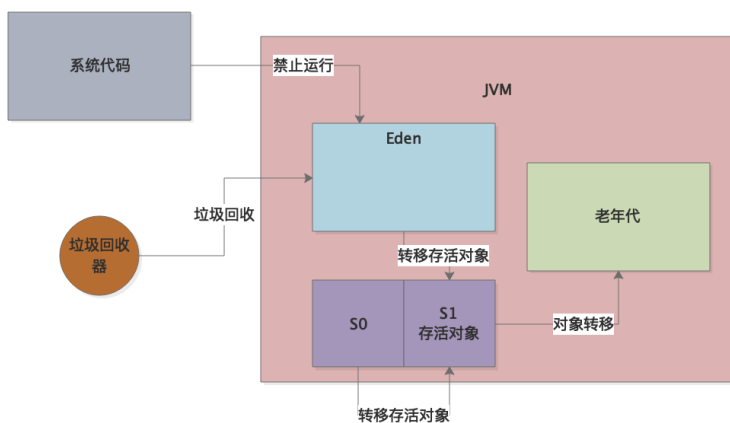 系统代码
禁止运行
JVM
Eden
垃圾回收
老年代
垃圾回收
器
转移存活对象
S0
S1
存活对象
对象转移
转移存活对象